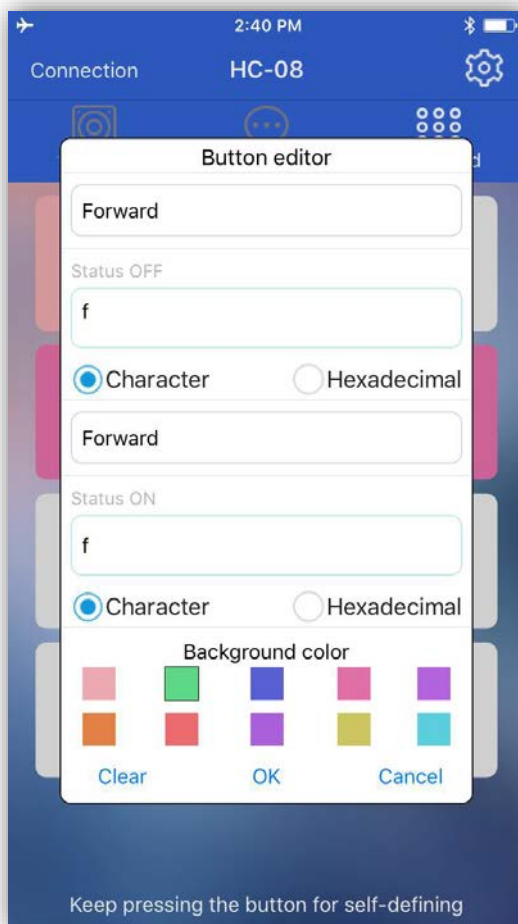 2:40 PM
Connection HC-08
Button editor
Forward
Status OFF
f
Character Hexadecimal
Forward
Status ON
f
Character Hexadecimal
Background color
Clear OK Cancel
Keep pressing the button for self-defining